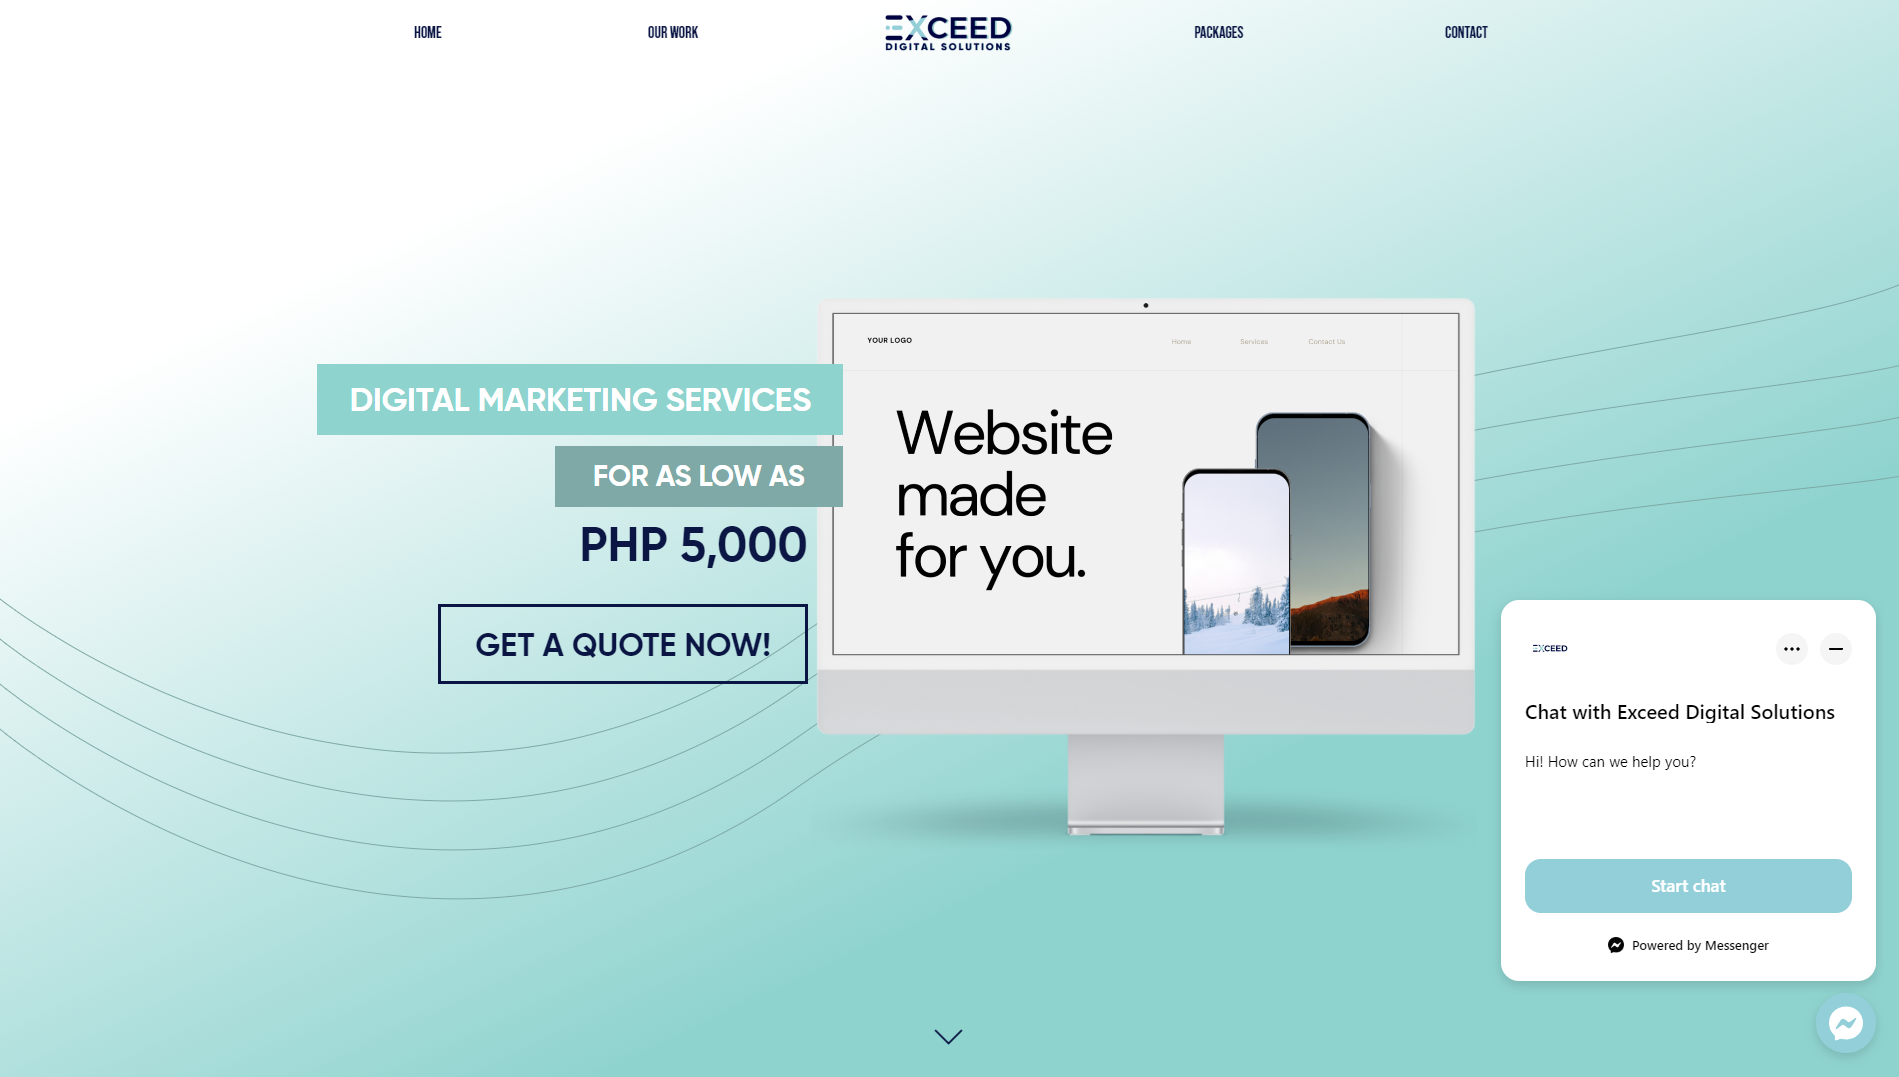 HOME
OUR WORK
EXCEED
DIGITAL SOLUTIONS
PACKAGES
CONTACT
DIGITAL MARKETING SERVICES
FOR AS LOW AS
PHP 5,000
GET A QUOTE NOW!
YOUR LOGO
Home
Services
Contact Us
Website
made
for you.
EXCEED
Chat with Exceed Digital Solutions
Hi! How can we help you?
Start chat
Powered by Messenger